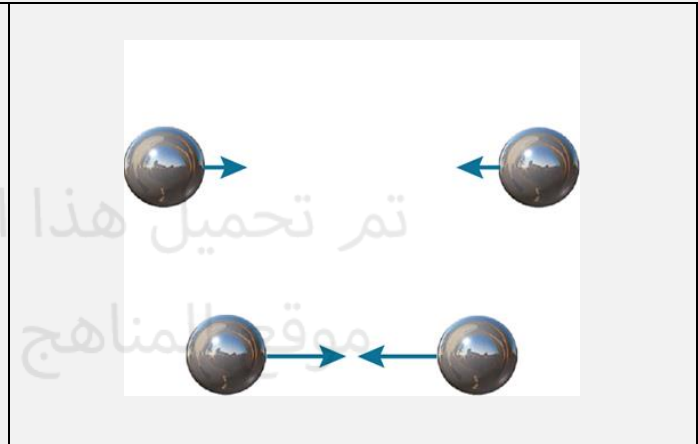 تم تحميل هذا ا
موقع المناهج